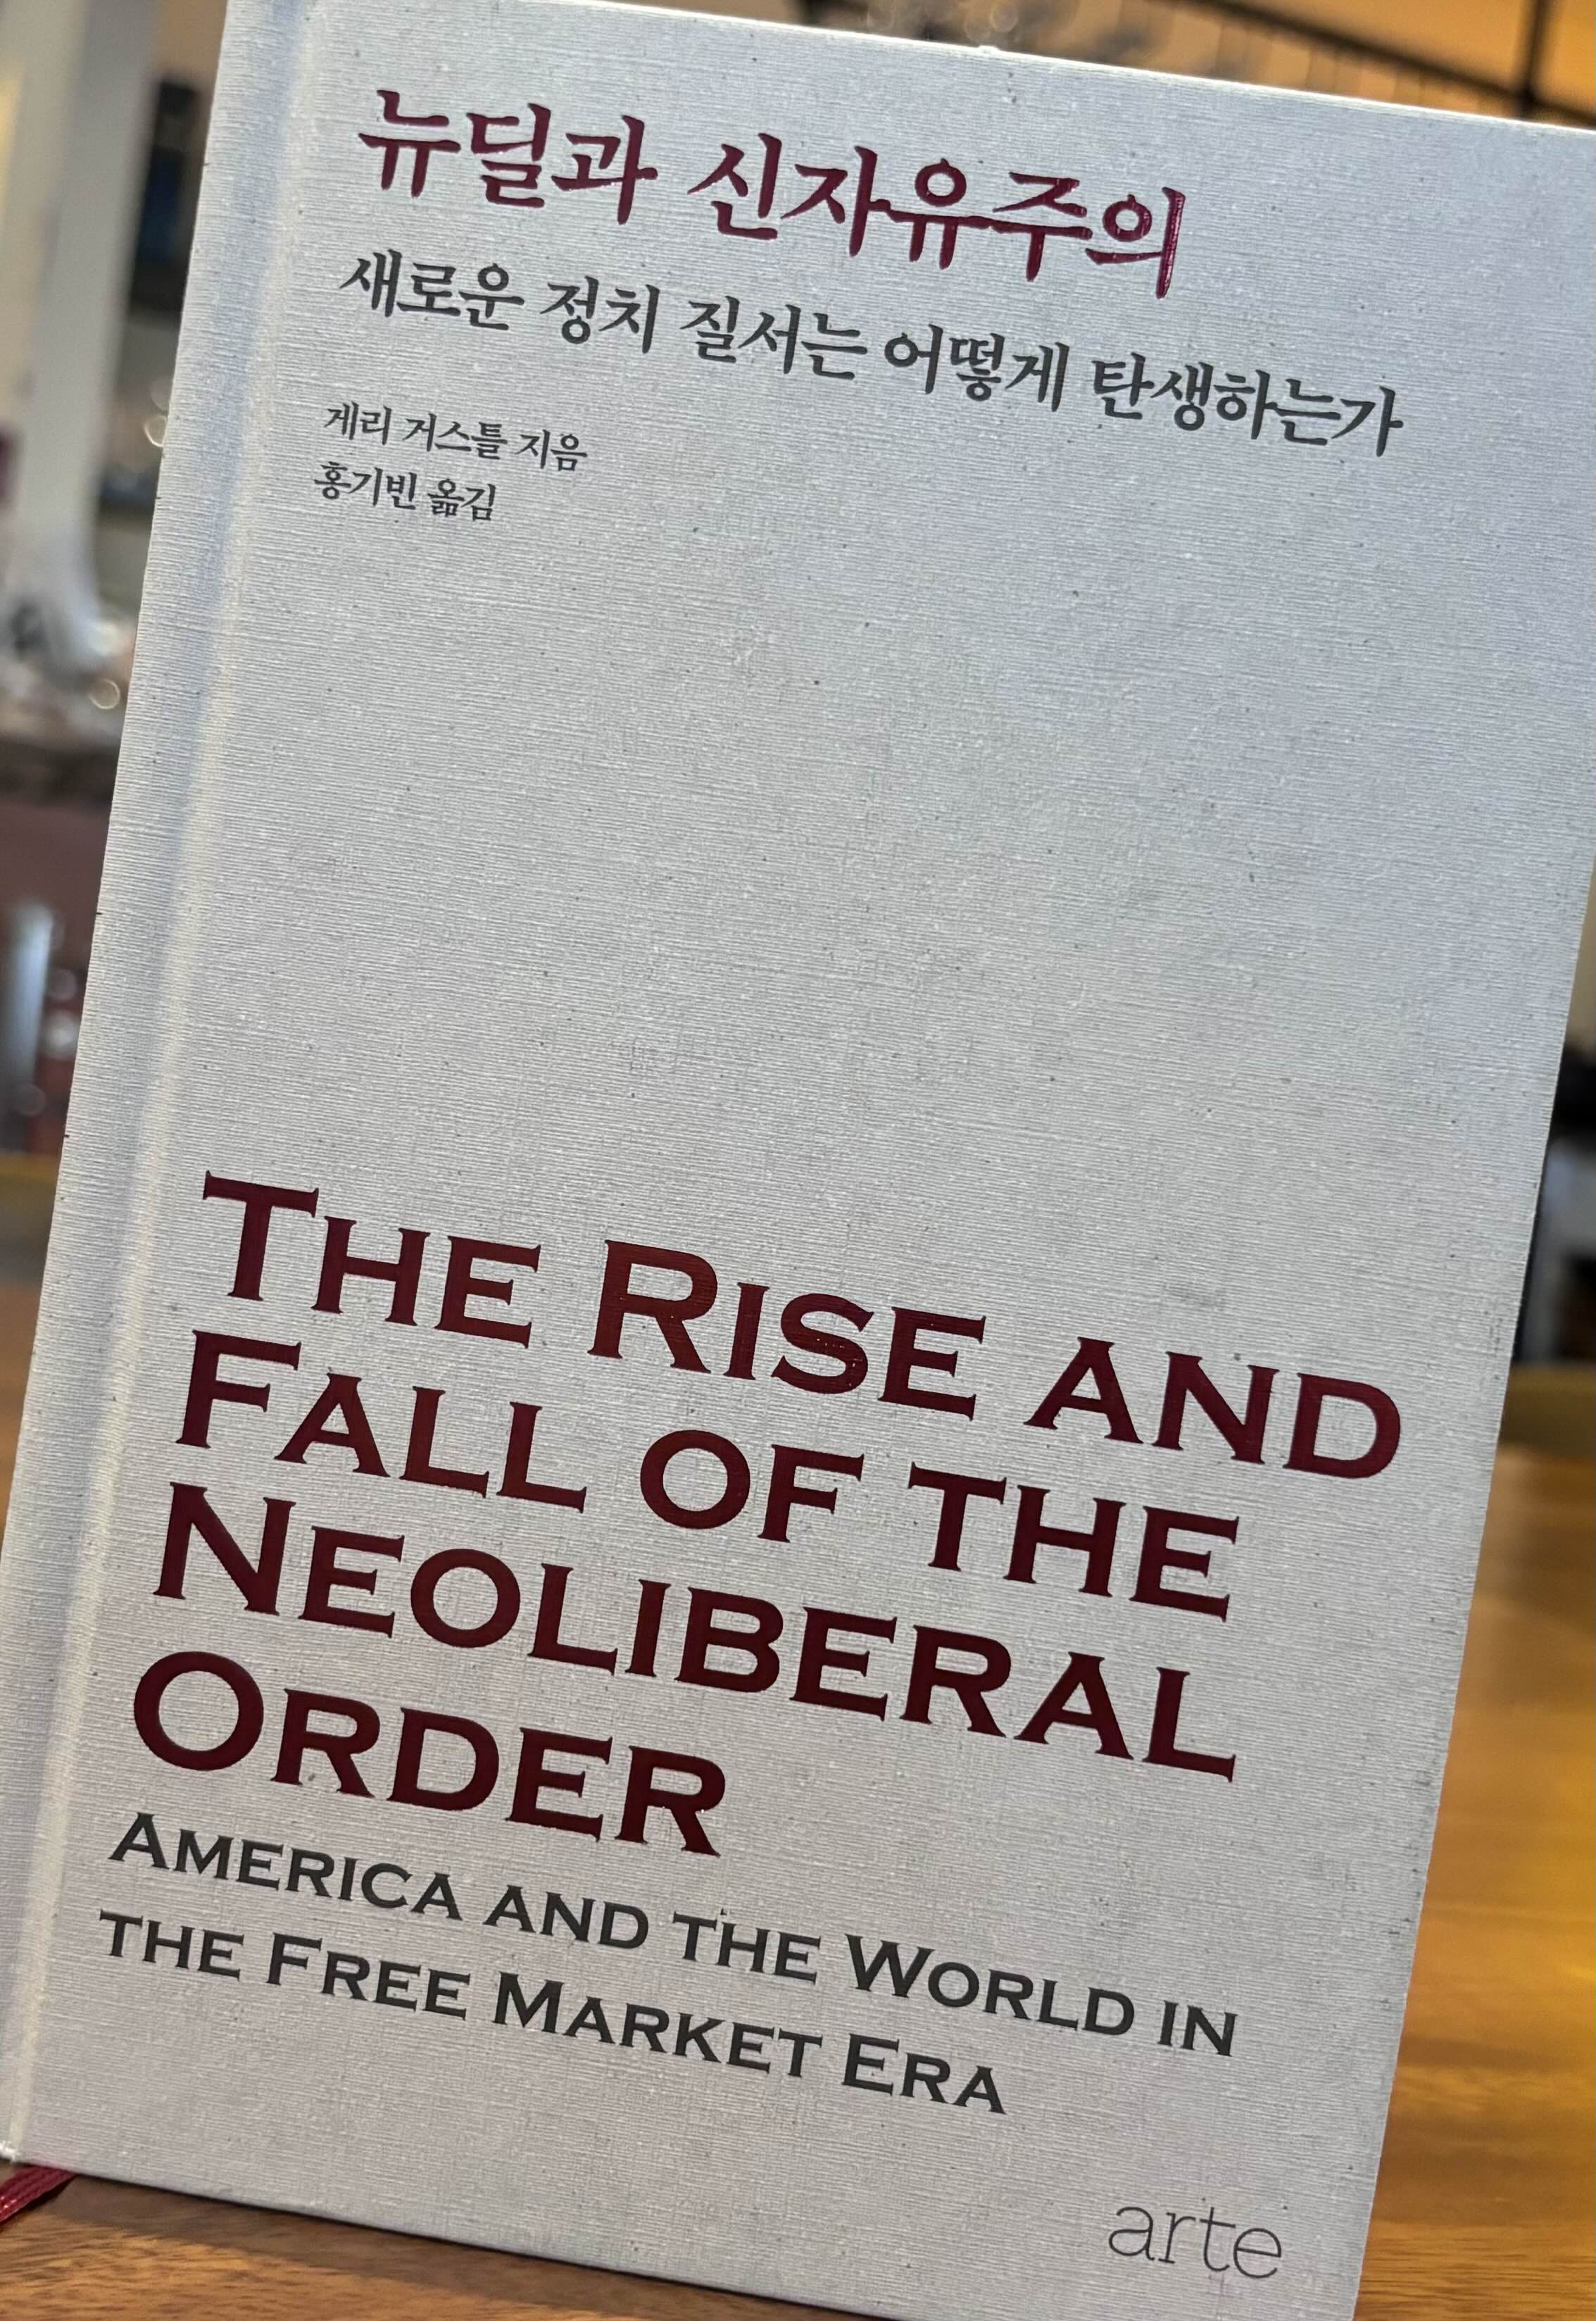 뉴딜과 신자유주의
새로운 정치 질서는 어떻게 탄생하는가
게리 거스틀 지음
홍기빈 옮김
THE RISE AND
FALL OF THE
NEOLIBERAL
ORDER
AMERICA AND THE WORLD IN
THE FREE MARKET ERA
arte